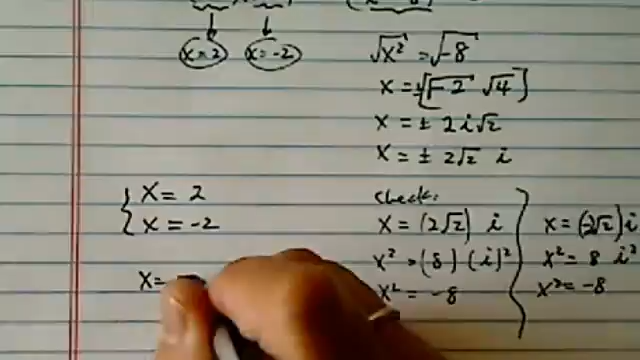 x = 2 x = -2
√x² = √-8
x = ±[√-2 √4]
x = ± 2i√2
x = ± 2√2 i
{ x = 2
x = -2
x =
check:
x = (2√2) i
x² = (8) (i)²
x² = -8
x = (-2√2) i
x² = 8 i²
x² = -8